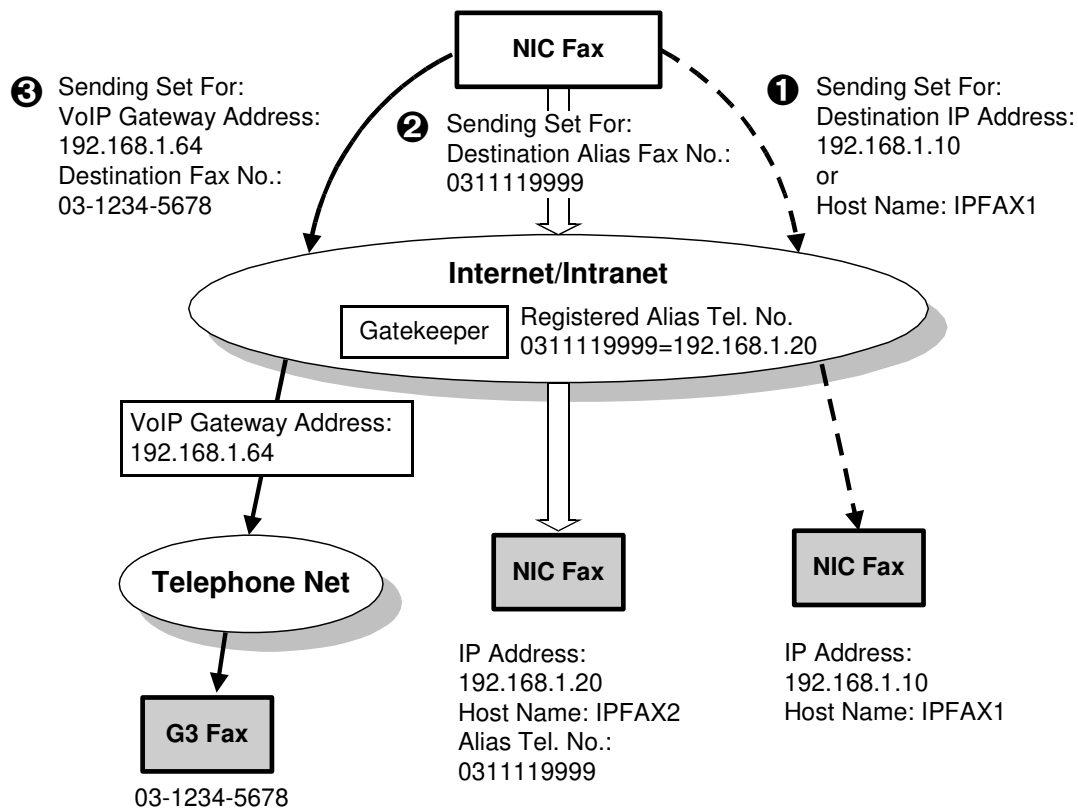 NIC Fax
❸ Sending Set For:
VoIP Gateway Address:
192.168.1.64
Destination Fax No.:
03-1234-5678
❷ Sending Set For:
Destination Alias Fax No.:
0311119999
❶ Sending Set For:
Destination IP Address:
192.168.1.10
or
Host Name: IPFAX1
Internet/Intranet
Gatekeeper
Registered Alias Tel. No.
0311119999=192.168.1.20
VoIP Gateway Address:
192.168.1.64
Telephone Net
G3 Fax
03-1234-5678
NIC Fax
IP Address:
192.168.1.20
Host Name: IPFAX2
Alias Tel. No.:
0311119999
NIC Fax
IP Address:
192.168.1.10
Host Name: IPFAX1